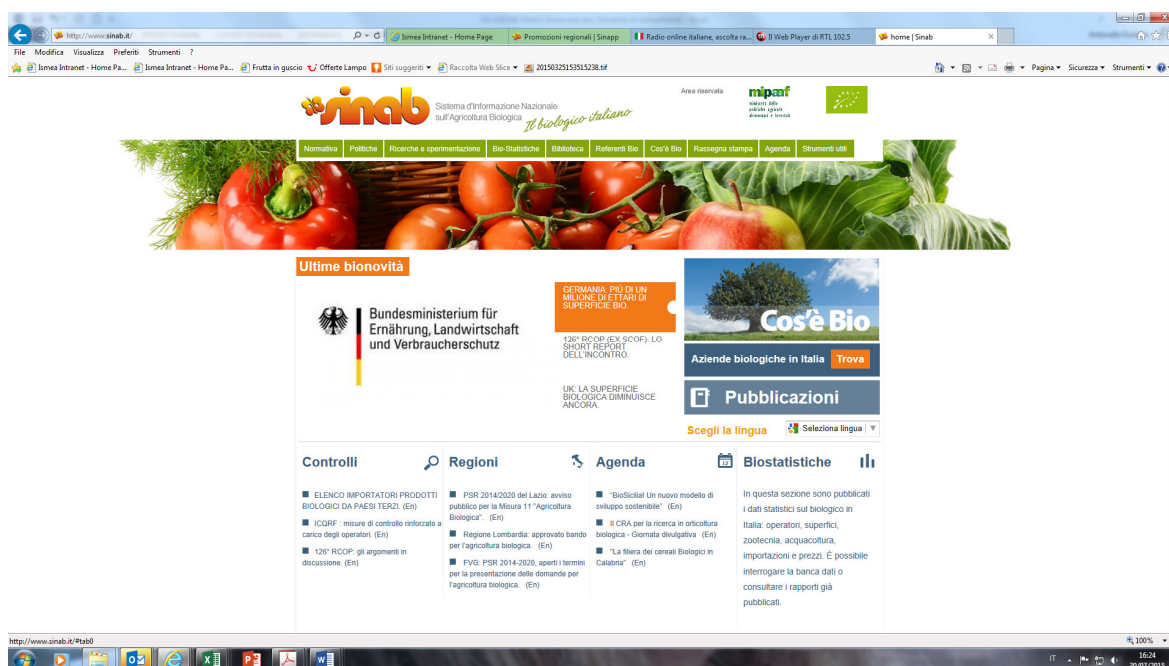 http://www.sinab.it/
Ismea Intranet - Home Page
Promozioni regionali | Sinapp
Radio online italiane, ascolta ra...
Il Web Player di RTL 102.5
home | Sinab
File Modifica Visualizza Preferiti Strumenti ?
Ismea Intranet - Home Pa...
Ismea Intranet - Home Pa...
Frutta in guscio
Offerte Lampo
Siti suggeriti
Raccolta Web Slice
20150325153515238.tif
Pagina
Sicurezza
Strumenti
sinab
Sistema d'Informazione Nazionale
sull'Agricoltura Biologica
Il biologico italiano
Area riservata
mipaaf
ministero delle
politiche agricole
alimentari e forestali
Normativa
Politiche
Ricerche e sperimentazione
Bio-Statistiche
Biblioteca
Referenti Bio
Cos'è Bio
Rassegna stampa
Agenda
Strumenti utili
Ultime bionovità
Bundesministerium für
Ernährung, Landwirtschaft
und Verbraucherschutz
GERMANIA: PIÙ DI UN
MILIONE DI ETTARI DI
SUPERFICIE BIO.
126° RCOP (EX SCOF): LO
SHORT REPORT
DELL'INCONTRO.
UK: LA SUPERFICIE
BIOLOGICA DIMINUISCE
ANCORA.
Cos'è Bio
Aziende biologiche in Italia Trova
Pubblicazioni
Scegli la lingua
Seleziona lingua
Controlli
ELENCO IMPORTATORI PRODOTTI
BIOLOGICI DA PAESI TERZI. (En)
ICQRF : misure di controllo rinforzato a
carico degli operatori. (En)
126° RCOP: gli argomenti in
discussione. (En)
Regioni
PSR 2014/2020 del Lazio: avviso
pubblico per la Misura 11 "Agricoltura
Biologica". (En)
Regione Lombardia: approvato bando
per l'agricoltura biologica. (En)
FVG: PSR 2014-2020, aperti i termini
per la presentazione delle domande per
l'agricoltura biologica. (En)
Agenda
12
"BioSicilia! Un nuovo modello di
sviluppo sostenibile" (En)
Il CRA per la ricerca in orticoltura
biologica - Giornata divulgativa (En)
"La filiera dei cereali Biologici in
Calabria" (En)
Biostatistiche
In questa sezione sono pubblicati
i dati statistici sul biologico in
Italia: operatori, superfici,
zootecnia, acquacoltura,
importazioni e prezzi. È possibile
interrogare la banca dati o
consultare i rapporti già
pubblicati.
http://www.sinab.it/#tab0
100%
IT
16:24
20/07/2015